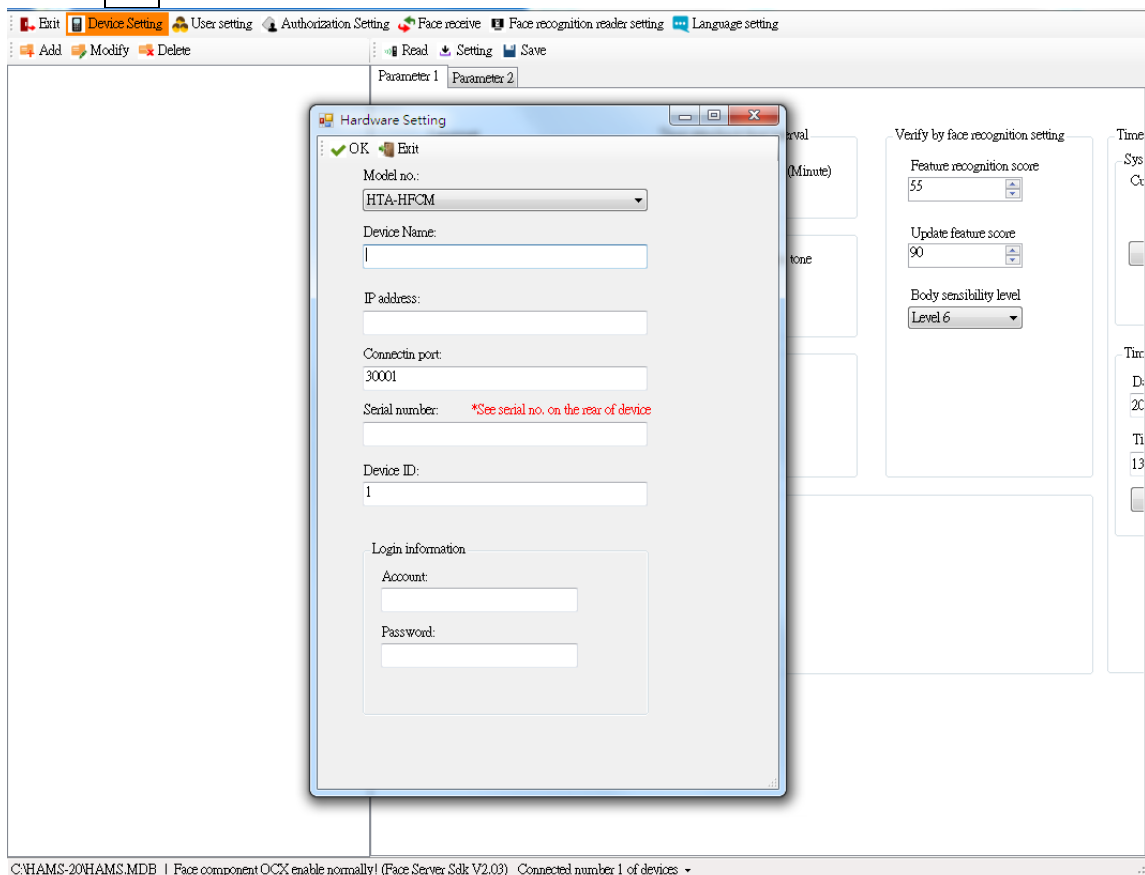 Exit Device Setting User setting Authorization Setting Face receive Face recognition reader setting Language setting
Add Modify Delete Read Setting Save
Parameter 1 Parameter 2
Hardware Setting
OK Exit
Model no.:
HTA-HFCM
Device Name:
IP address:
Connectin port:
30001
Serial number: *See serial no. on the rear of device
Device ID:
1
Login information
Account:
Password:
(Minute)
tone
Verify by face recognition setting
Feature recognition score
55
Update feature score
90
Body sensibility level
Level 6
Time
Sys
13
C:\HAMS-20\HAMS.MDB | Face component OCX enable normally! (Face Server Sdk V2.03) Connected number 1 of devices